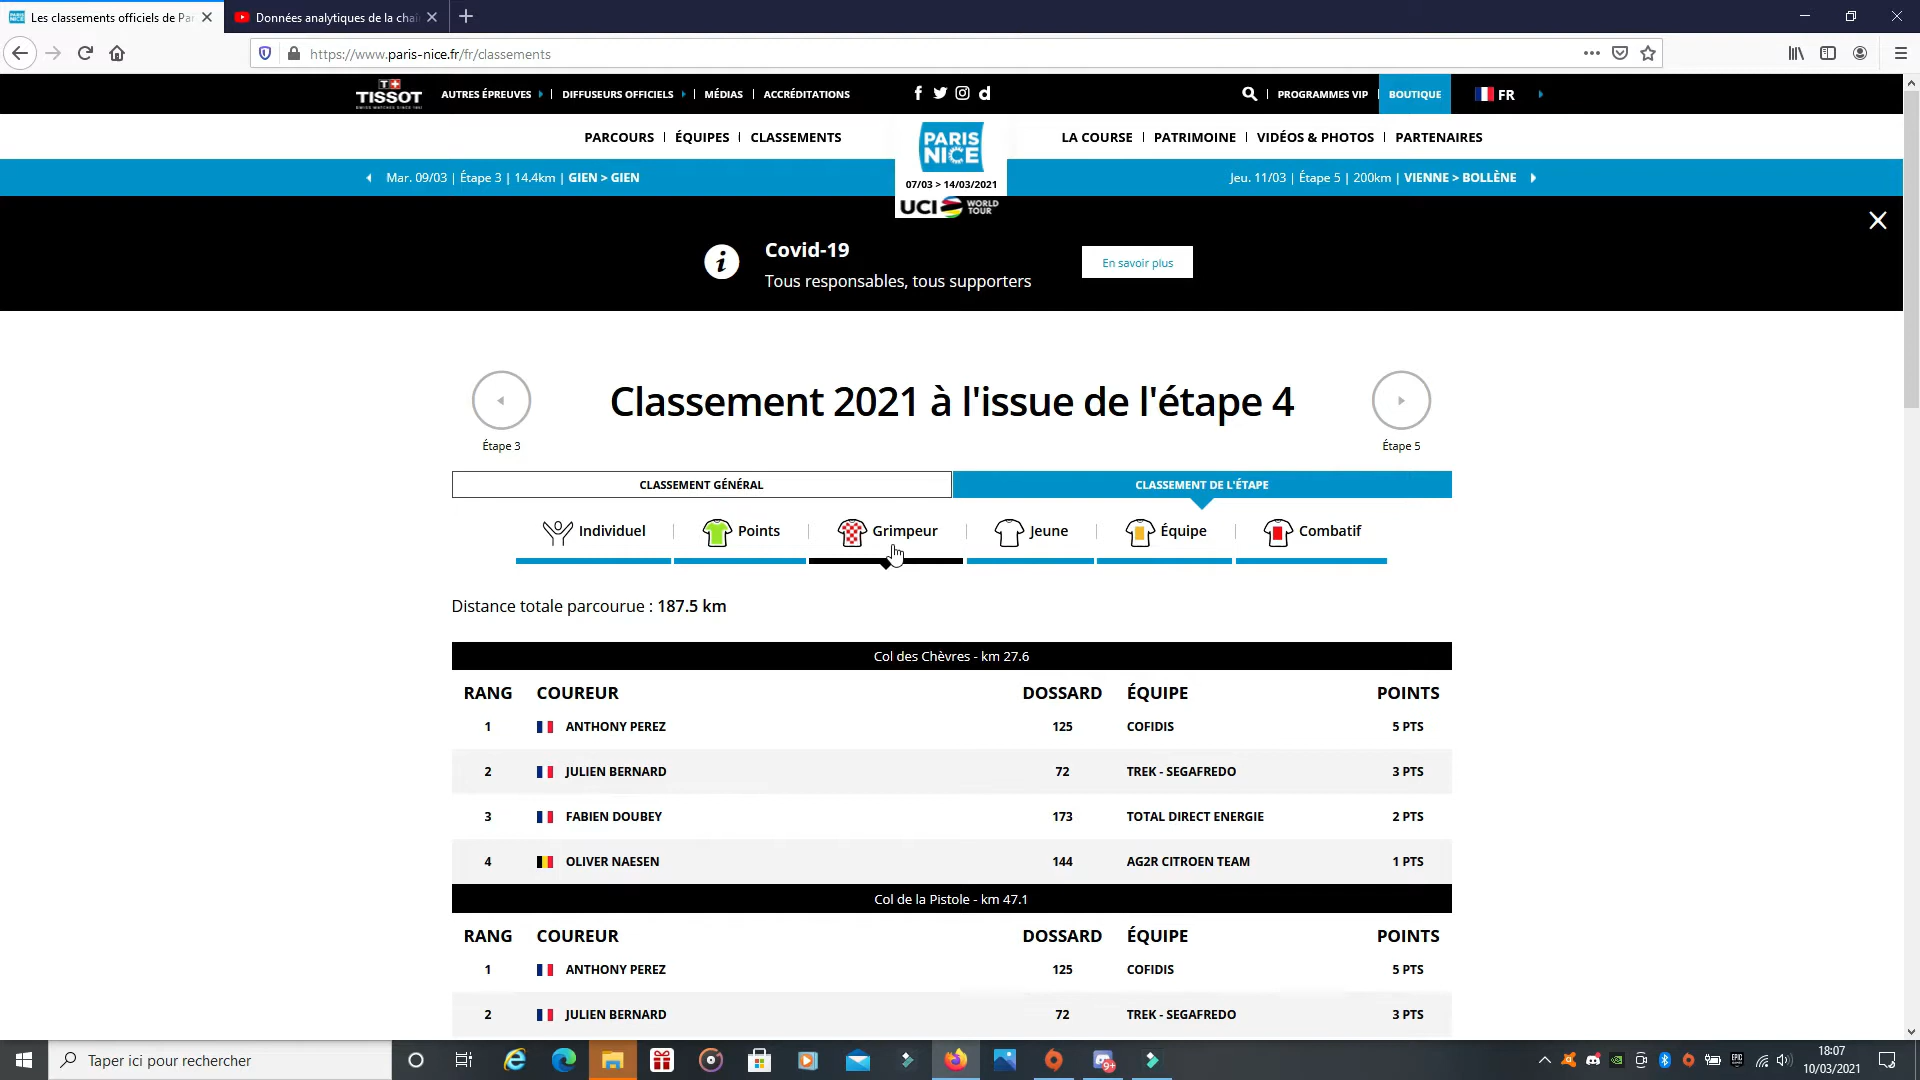 Les classements officiels de Par
Données analytiques de la chaî
https://www.paris-nice.fr/fr/classements
TISSOT
AUTRES ÉPREUVES | DIFFUSEURS OFFICIELS | MÉDIAS | ACCRÉDITATIONS
PROGRAMMES VIP
BOUTIQUE
FR
PARCOURS | ÉQUIPES | CLASSEMENTS
PARIS
NICE
LA COURSE | PATRIMOINE | VIDÉOS & PHOTOS | PARTENAIRES
Mar. 09/03 | Étape 3 | 14.4km | GIEN > GIEN
07/03 > 14/03/2021
UCI WORLD TOUR
Jeu. 11/03 | Étape 5 | 200km | VIENNE > BOLLÈNE
Covid-19
Tous responsables, tous supporters
En savoir plus
Classement 2021 à l'issue de l'étape 4
Étape 3
Étape 5
CLASSEMENT GÉNÉRAL
CLASSEMENT DE L'ÉTAPE
Individuel
Points
Grimpeur
Jeune
Équipe
Combatif
Distance totale parcourue : 187.5 km
Col des Chèvres - km 27.6
RANG COUREUR DOSSARD ÉQUIPE POINTS
1 ANTHONY PEREZ 125 COFIDIS 5 PTS
2 JULIEN BERNARD 72 TREK - SEGAFREDO 3 PTS
3 FABIEN DOUBEY 173 TOTAL DIRECT ENERGIE 2 PTS
4 OLIVER NAESEN 144 AG2R CITROEN TEAM 1 PTS
Col de la Pistole - km 47.1
RANG COUREUR DOSSARD ÉQUIPE POINTS
1 ANTHONY PEREZ 125 COFIDIS 5 PTS
2 JULIEN BERNARD 72 TREK - SEGAFREDO 3 PTS
Taper ici pour rechercher
9+
18:07
10/03/2021